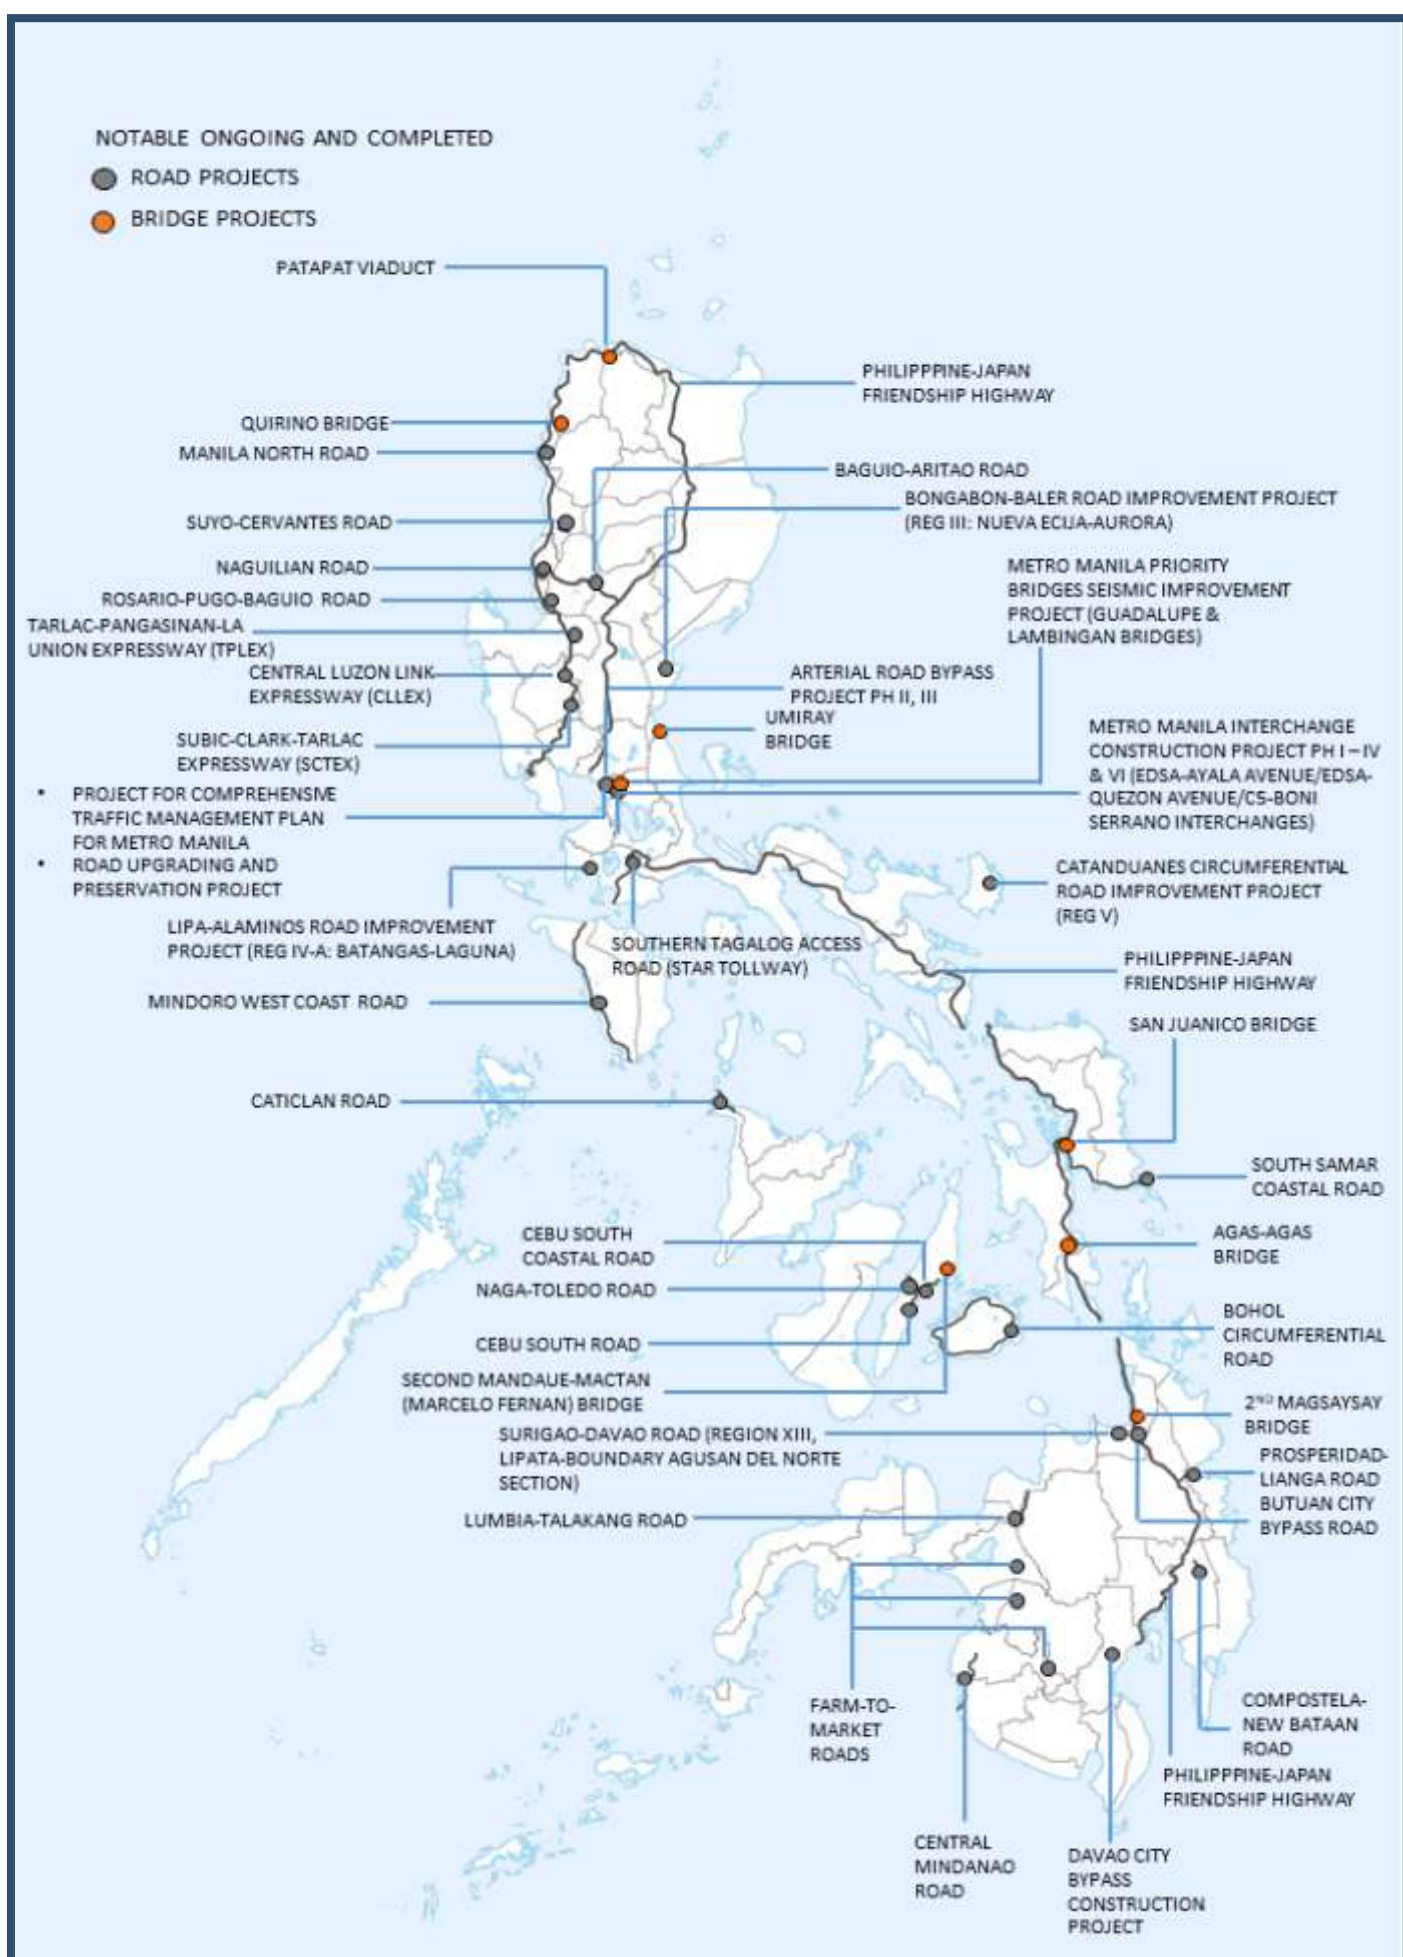 NOTABLE ONGOING AND COMPLETED
ROAD PROJECTS
BRIDGE PROJECTS
PATAPAT VIADUCT
PHILIPPPINE-JAPAN
FRIENDSHIP HIGHWAY
QUIRINO BRIDGE
MANILA NORTH ROAD
BAGUIO-ARITAO ROAD
BONGABON-BALER ROAD IMPROVEMENT PROJECT
(REG III: NUEVA ECIJA-AURORA)
SUYO-CERVANTES ROAD
NAGUILIAN ROAD
METRO MANILA PRIORITY
BRIDGES SEISMIC IMPROVEMENT
PROJECT (GUADALUPE &
LAMBINGAN BRIDGES)
ROSARIO-PUGO-BAGUIO ROAD
TARLAC-PANGASINAN-LA
UNION EXPRESSWAY (TPLEX)
CENTRAL LUZON LINK
EXPRESSWAY (CLLEX)
ARTERIAL ROAD BYPASS
PROJECT PH II, III
UMIRAY
BRIDGE
SUBIC-CLARK-TARLAC
EXPRESSWAY (SCTEX)
METRO MANILA INTERCHANGE
CONSTRUCTION PROJECT PH I – IV
& VI (EDSA-AYALA AVENUE/EDSA-
QUEZON AVENUE/C5-BONI
SERRANO INTERCHANGES)
• PROJECT FOR COMPREHENSIVE
TRAFFIC MANAGEMENT PLAN
FOR METRO MANILA
• ROAD UPGRADING AND
PRESERVATION PROJECT
CATANDUANES CIRCUMFERENTIAL
ROAD IMPROVEMENT PROJECT
(REG V)
LIPA-ALAMINOS ROAD IMPROVEMENT
PROJECT (REG IV-A: BATANGAS-LAGUNA)
SOUTHERN TAGALOG ACCESS
ROAD (STAR TOLLWAY)
PHILIPPPINE-JAPAN
FRIENDSHIP HIGHWAY
MINDORO WEST COAST ROAD
SAN JUANICO BRIDGE
CATICLAN ROAD
SOUTH SAMAR
COASTAL ROAD
CEBU SOUTH
COASTAL ROAD
AGAS-AGAS
BRIDGE
NAGA-TOLEDO ROAD
CEBU SOUTH ROAD
BOHOL
CIRCUMFERENTIAL
ROAD
SECOND MANDAUE-MACTAN
(MARCELO FERNAN) BRIDGE
2ND MAGSAYSAY
BRIDGE
SURIGAO-DAVAO ROAD (REGION XIII,
LIPATA-BOUNDARY AGUSAN DEL NORTE
SECTION)
PROSPERIDAD-
LIANGA ROAD
BUTUAN CITY
BYPASS ROAD
LUMBIA-TALAKANG ROAD
FARM-TO-
MARKET
ROADS
COMPOSTELA-
NEW BATAAN
ROAD
PHILIPPPINE-JAPAN
FRIENDSHIP HIGHWAY
CENTRAL
MINDANAO
ROAD
DAVAO CITY
BYPASS
CONSTRUCTION
PROJECT